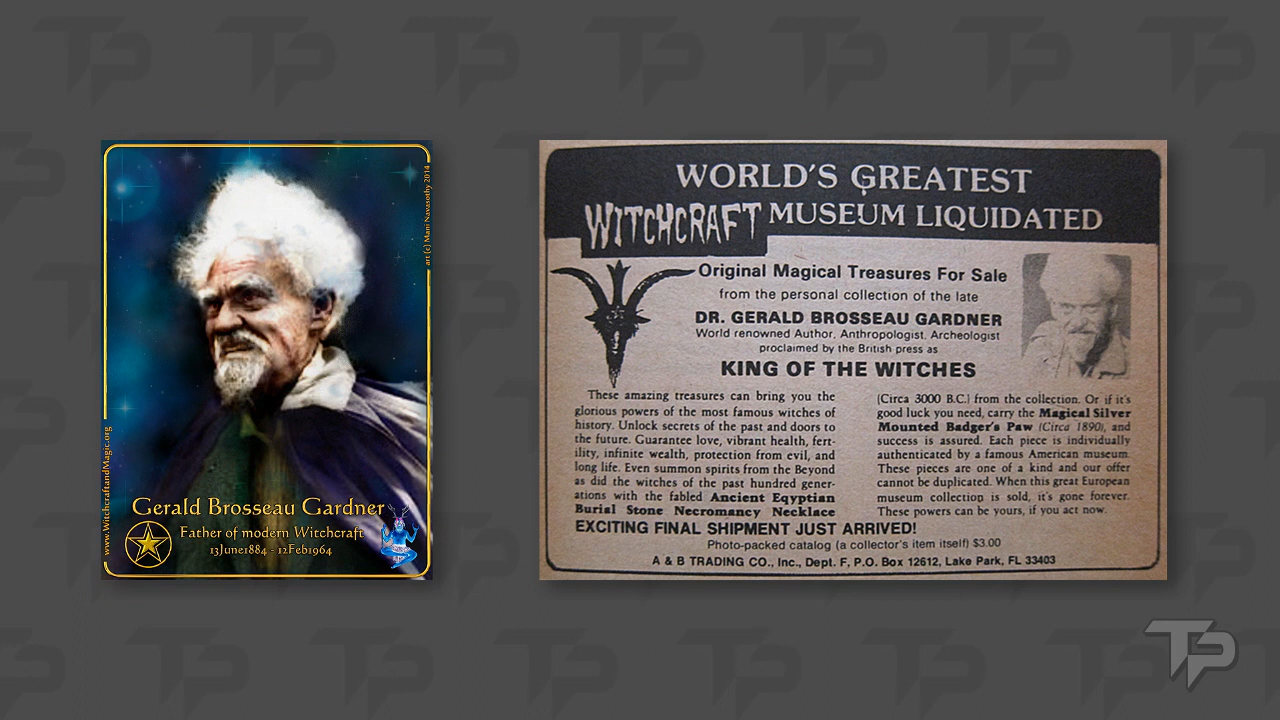 art (c) Mani Navasothy 2014
www.WitchcraftandMagic.org
Gerald Brosseau Gardner
Father of modern Witchcraft
13June1884 - 12Feb1964
WORLD'S GREATEST
WITCHCRAFT MUSEUM LIQUIDATED
Original Magical Treasures For Sale
from the personal collection of the late
DR. GERALD BROSSEAU GARDNER
World renowned Author, Anthropologist, Archeologist
proclaimed by the British press as
KING OF THE WITCHES
These amazing treasures can bring you the
glorious powers of the most famous witches of
history. Unlock secrets of the past and doors to
the future. Guarantee love, vibrant health, fert-
ility, infinite wealth, protection from evil, and
long life. Even summon spirits from the Beyond
as did the witches of the past hundred gener-
ations with the fabled Ancient Eqyptian
Burial Stone Necromancy Necklace
(Circa 3000 B.C.) from the collection. Or if it's
good luck you need, carry the Magical Silver
Mounted Badger's Paw (Circa 1890), and
success is assured. Each piece is individually
authenticated by a famous American museum.
These pieces are one of a kind and our offer
cannot be duplicated. When this great European
museum collection is sold, it's gone forever.
These powers can be yours, if you act now.
EXCITING FINAL SHIPMENT JUST ARRIVED!
Photo-packed catalog (a collector's item itself) $3.00
A & B TRADING CO., Inc., Dept. F, P.O. Box 12612, Lake Park, FL 33403
TP